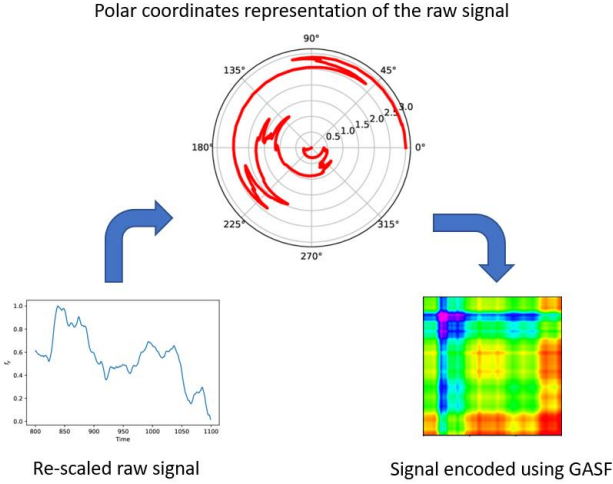 Polar coordinates representation of the raw signal
90°
135°
45°
0.5 1.0 1.5 2.0 2.5 3.0
180°
0°
225°
315°
270°
1.0
0.8
0.6
0.4
0.2
0.0
800 850 900 950 1000 1050 1100
Time
Re-scaled raw signal
Signal encoded using GASF